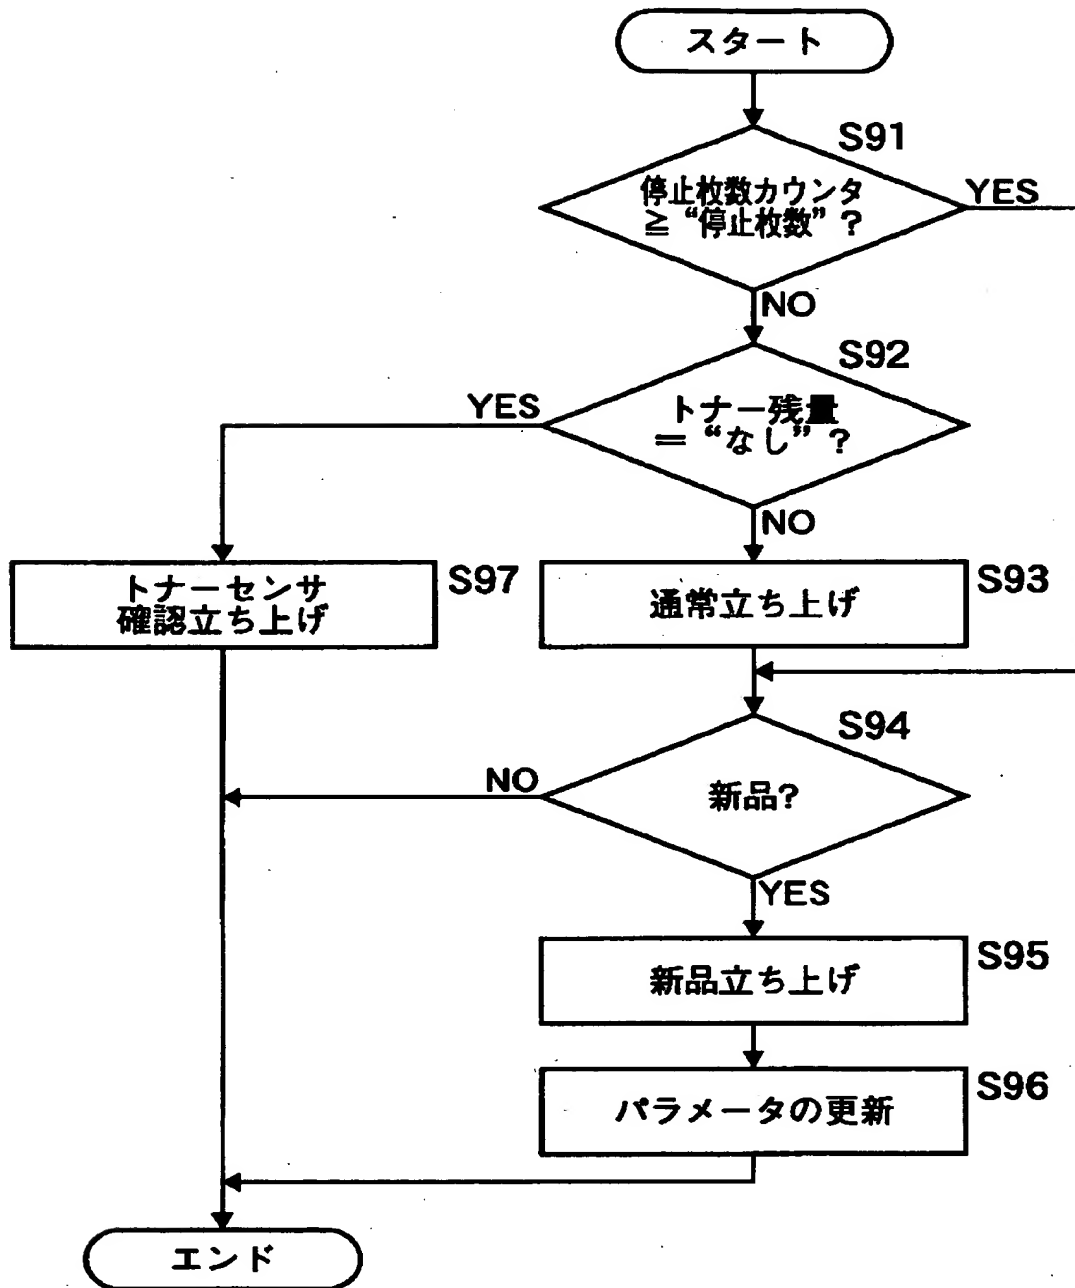 スタート
S91
停止枚数カウンタ
≧ “停止枚数” ?
YES
NO
S92
トナー残量
= “なし” ?
YES
NO
トナーセンサ
確認立ち上げ
S97
通常立ち上げ
S93
S94
新品?
NO
YES
新品立ち上げ
S95
パラメータの更新
S96
エンド